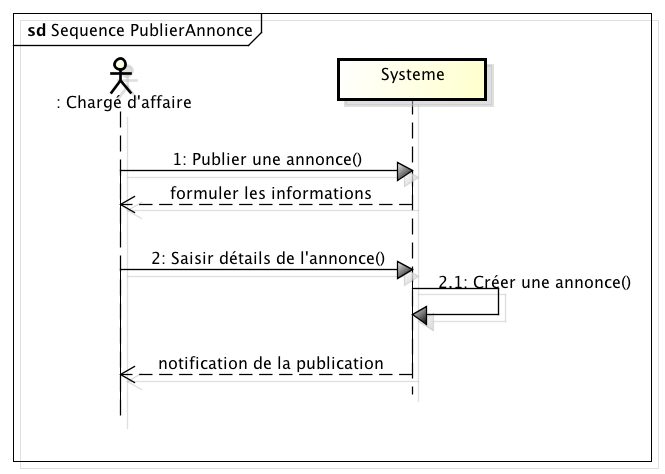 sd Sequence PublierAnnonce
: Chargé d'affaire
Systeme
1: Publier une annonce()
formuler les informations
2: Saisir détails de l'annonce()
2.1: Créer une annonce()
notification de la publication